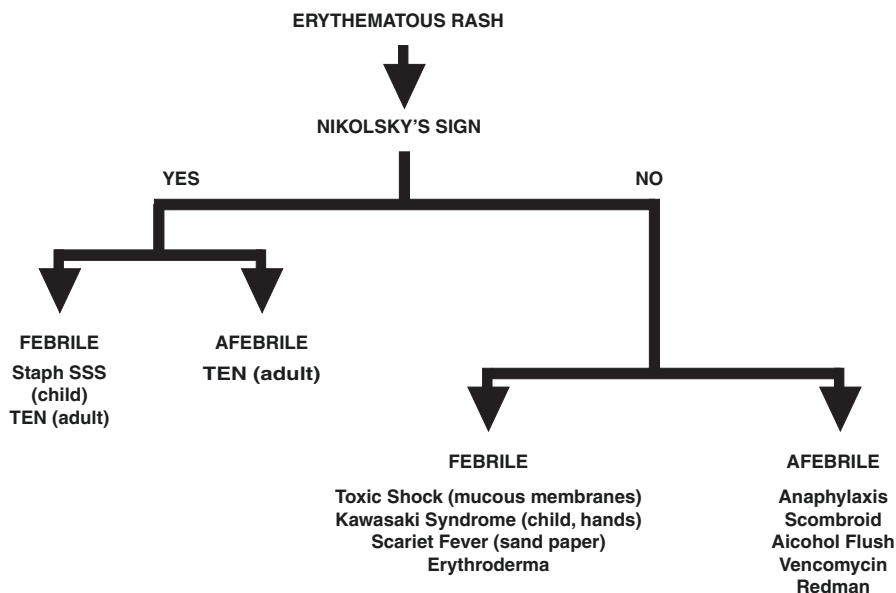 ERYTHEMATOUS RASH
NIKOLSKY'S SIGN
YES
NO
FEBRILE
Staph SSS
(child)
TEN (adult)
AFEBRILE
TEN (adult)
FEBRILE
Toxic Shock (mucous membranes)
Kawasaki Syndrome (child, hands)
Scariet Fever (sand paper)
Erythroderma
AFEBRILE
Anaphylaxis
Scombroid
Aicohol Flush
Vencomycin
Redman